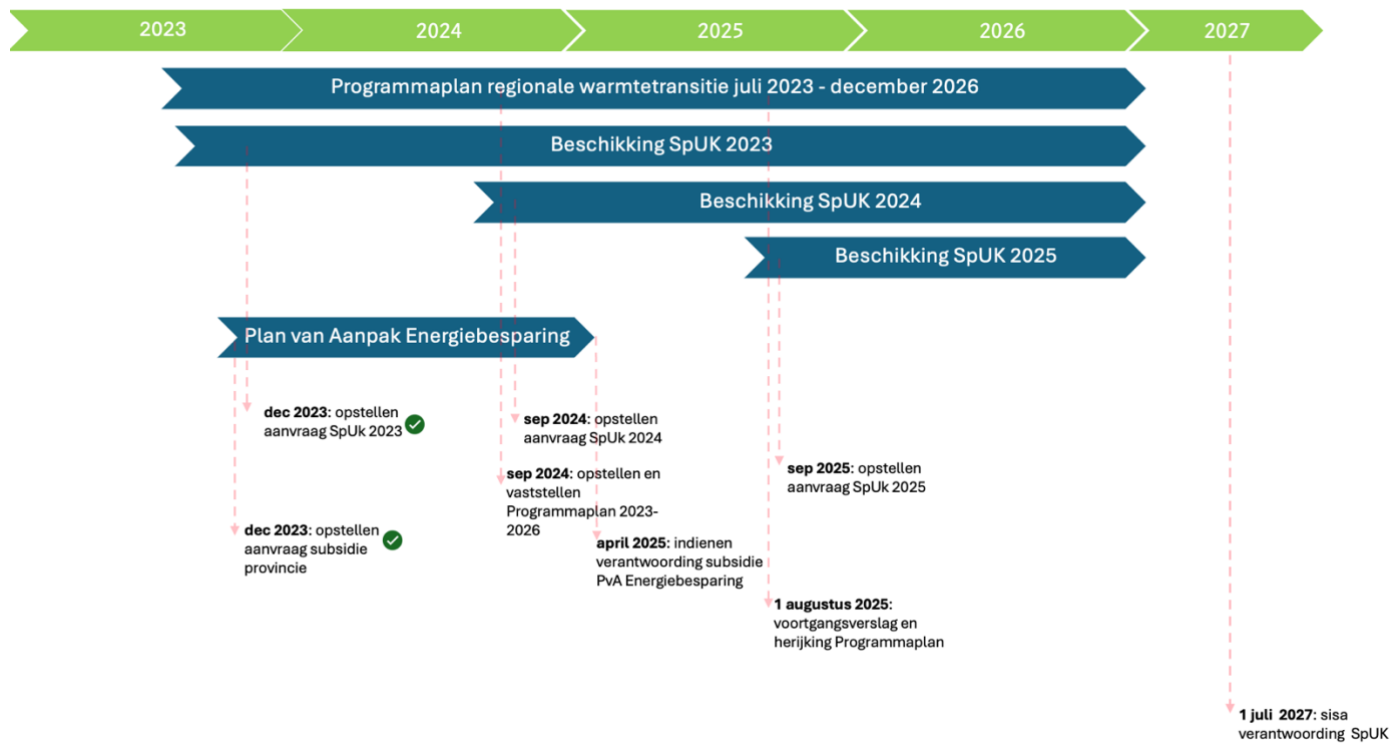 2023
2024
2025
2026
2027
Programmaplan regionale warmtetransitie juli 2023 - december 2026
Beschikking SpUK 2023
Beschikking SpUK 2024
Beschikking SpUK 2025
Plan van Aanpak Energiebesparing
dec 2023: opstellen
aanvraag SpUk 2023
dec 2023: opstellen
aanvraag subsidie
provincie
sep 2024: opstellen
aanvraag SpUk 2024
sep 2024: opstellen en
vaststellen
Programmaplan 2023-
2026
april 2025: indienen
verantwoording subsidie
PvA Energiebesparing
sep 2025: opstellen
aanvraag SpUk 2025
1 augustus 2025:
voortgangsverslag en
herijking Programmaplan
1 juli 2027: sisa
verantwoording SpUK